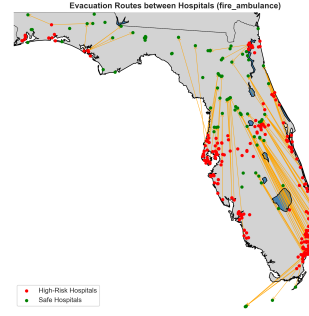 Evacuation Routes between Hospitals (fire_ambulance)
High-Risk Hospitals
Safe Hospitals